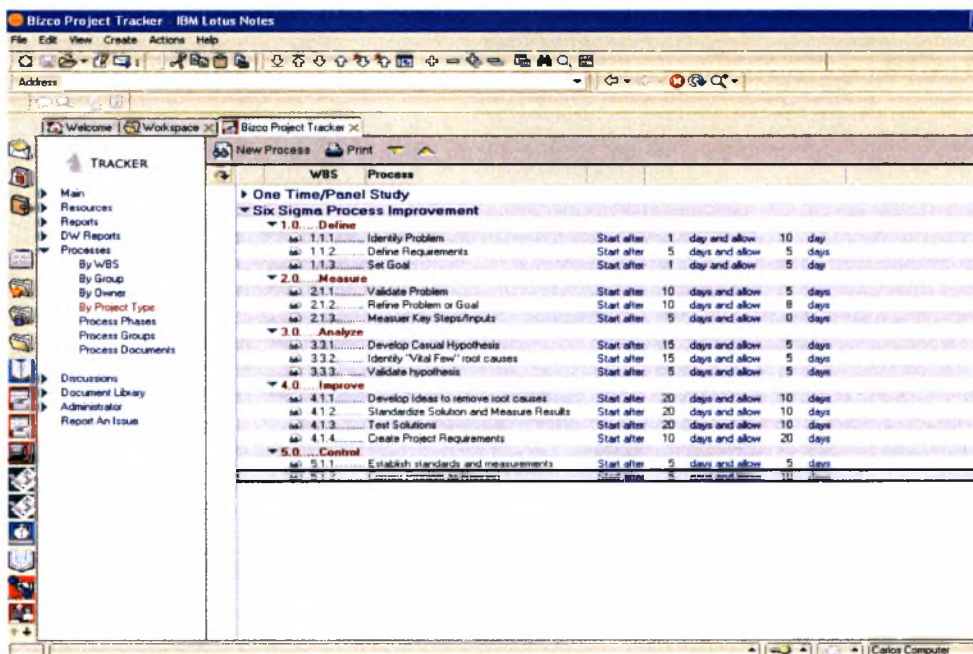 Bizco Project Tracker - IBM Lotus Notes
File Edit View Create Actions Help
Address
Welcome Workspace Bizco Project Tracker
New Process Print
TRACKER
WBS Process
Main
Resources
Reports
DW Reports
Processes
By WBS
By Group
By Owner
By Project Type
Process Phases
Process Groups
Process Documents
Discussions
Document Library
Administrator
Report An Issue
One Time/Panel Study
Six Sigma Process Improvement
1.0.....Define
1.1.1......... Identify Problem Start after 1 day and allow 10 day
1.1.2......... Define Requirements Start after 5 days and allow 5 days
1.1.3......... Set Goal Start after 1 day and allow 5 day
2.0.....Measure
2.1.1......... Validate Problem Start after 10 days and allow 5 days
2.1.2......... Refine Problem or Goal Start after 10 days and allow 8 days
2.1.3......... Measuer Key Steps/Inputs Start after 5 days and allow 0 days
3.0.....Analyze
3.3.1......... Develop Casual Hypothesis Start after 15 days and allow 5 days
3.3.2......... Identify "Vital Few" root causes Start after 15 days and allow 5 days
3.3.3......... Validate hypothesis Start after 5 days and allow 5 days
4.0.....Improve
4.1.1......... Develop Ideas to remove root causes Start after 20 days and allow 10 days
4.1.2......... Standardize Solution and Measure Results Start after 20 days and allow 10 days
4.1.3......... Test Solutions Start after 20 days and allow 10 days
4.1.4......... Create Project Requirements Start after 10 days and allow 20 days
5.0.....Control
5.1.1......... Establish standards and measurements Start after 5 days and allow 5 days
Carlos Computer